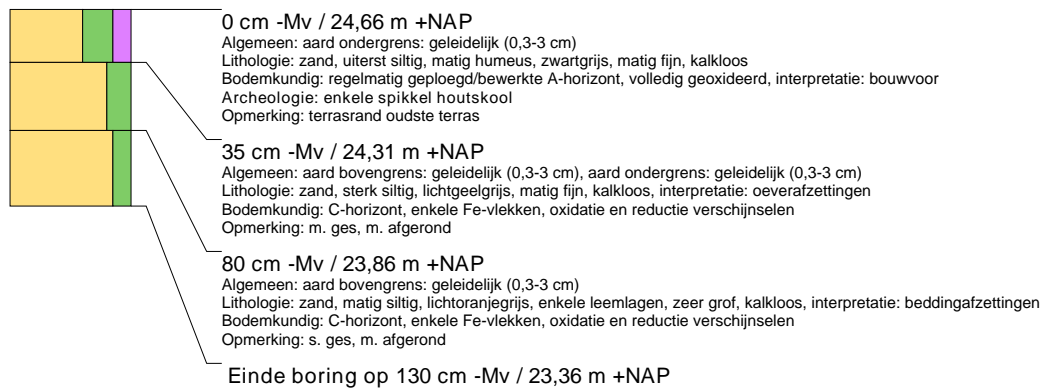 0 cm -Mv / 24,66 m +NAP
Algemeen: aard ondergrens: geleidelijk (0,3-3 cm)
Lithologie: zand, uiterst siltig, matig humeus, zwartgrijs, matig fijn, kalkloos
Bodemkundig: regelmatig geploegd/bewerkte A-horizont, volledig geoxideerd, interpretatie: bouwvoor
Archeologie: enkele spikkel houtskool
Opmerking: terrasrand oudste terras
35 cm -Mv / 24,31 m +NAP
Algemeen: aard bovengrens: geleidelijk (0,3-3 cm), aard ondergrens: geleidelijk (0,3-3 cm)
Lithologie: zand, sterk siltig, lichtgeelgrijs, matig fijn, kalkloos, interpretatie: oeverafzettingen
Bodemkundig: C-horizont, enkele Fe-vlekken, oxidatie en reductie verschijnselen
Opmerking: m. ges, m. afgerond
80 cm -Mv / 23,86 m +NAP
Algemeen: aard bovengrens: geleidelijk (0,3-3 cm)
Lithologie: zand, matig siltig, lichtoranjegrijs, enkele leemlagen, zeer grof, kalkloos, interpretatie: beddingafzettingen
Bodemkundig: C-horizont, enkele Fe-vlekken, oxidatie en reductie verschijnselen
Opmerking: s. ges, m. afgerond
Einde boring op 130 cm -Mv / 23,36 m +NAP